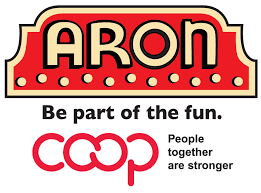 ARON
Be part of the fun.
coop
People
together
are stronger